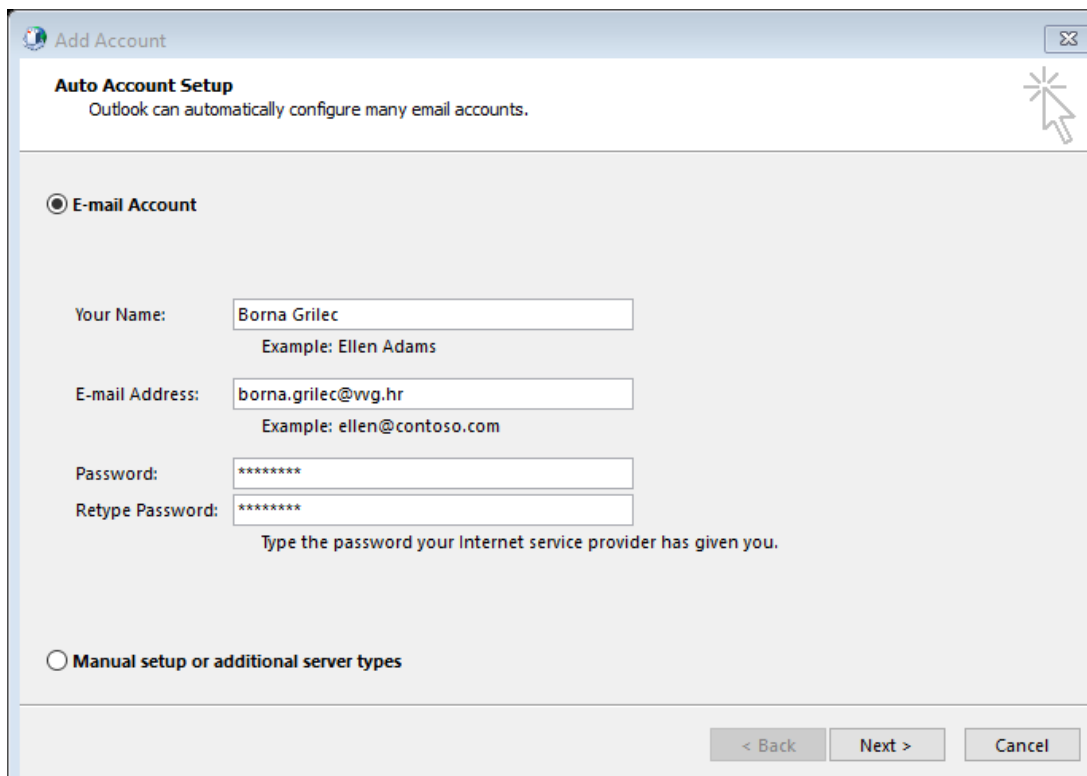 Add Account
Auto Account Setup
Outlook can automatically configure many email accounts.
E-mail Account
Your Name: Borna Grilec
Example: Ellen Adams
E-mail Address: borna.grilec@vvg.hr
Example: ellen@contoso.com
Password: ********
Retype Password: ********
Type the password your Internet service provider has given you.
Manual setup or additional server types
< Back Next > Cancel